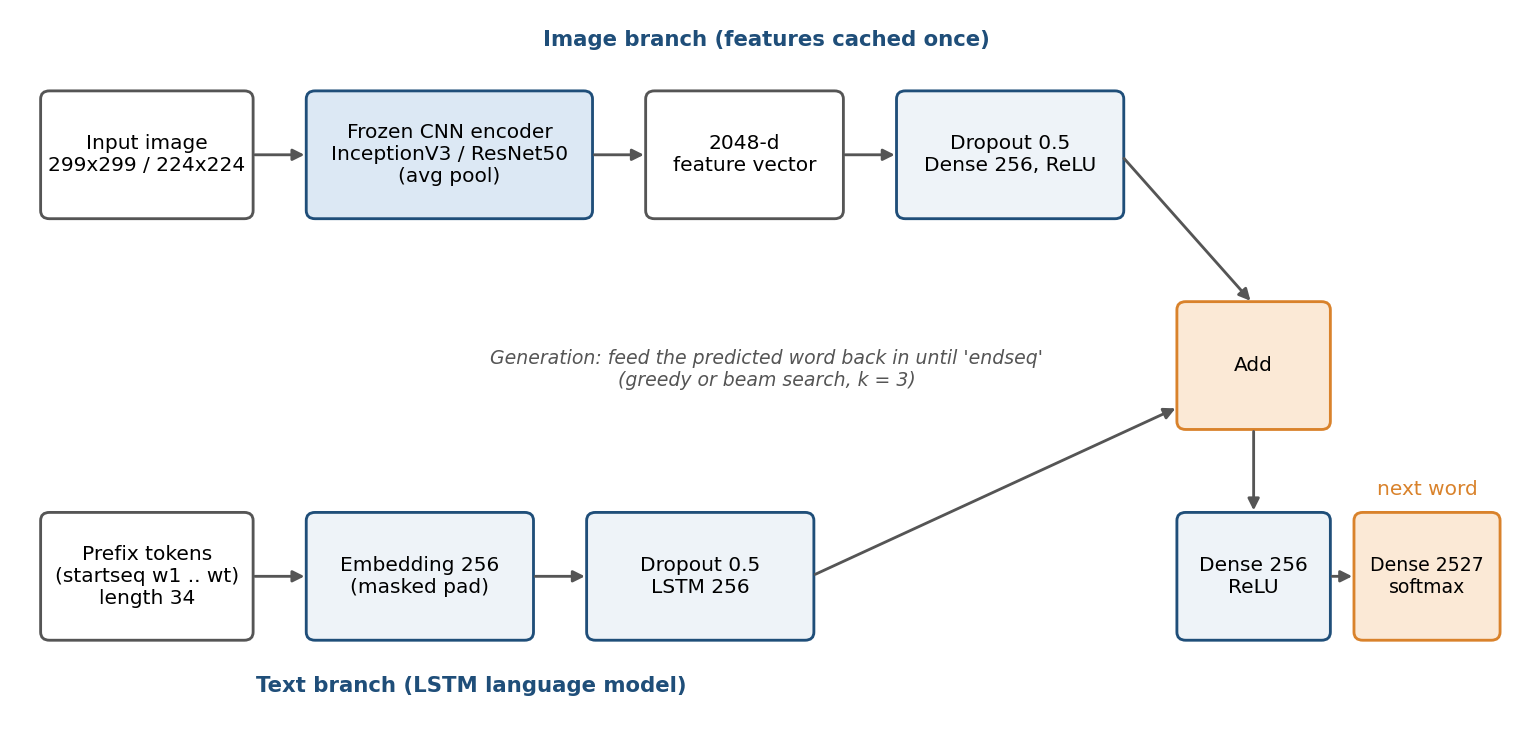 Image branch (features cached once)
Input image
299x299 / 224x224
Frozen CNN encoder
InceptionV3 / ResNet50
(avg pool)
2048-d
feature vector
Dropout 0.5
Dense 256, ReLU
Generation: feed the predicted word back in until 'endseq'
(greedy or beam search, k = 3)
Add
next word
Prefix tokens
(startseq w1 .. wt)
length 34
Embedding 256
(masked pad)
Dropout 0.5
LSTM 256
Dense 256
ReLU
Dense 2527
softmax
Text branch (LSTM language model)